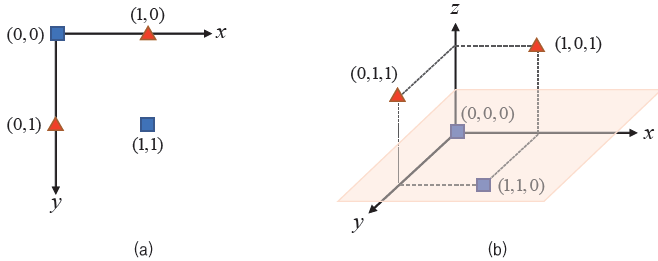 (0,0)
(1,0)
x
(0,1)
(1,1)
y
(a)
z
(1,0,1)
(0,1,1)
(0,0,0)
x
(1,1,0)
y
(b)